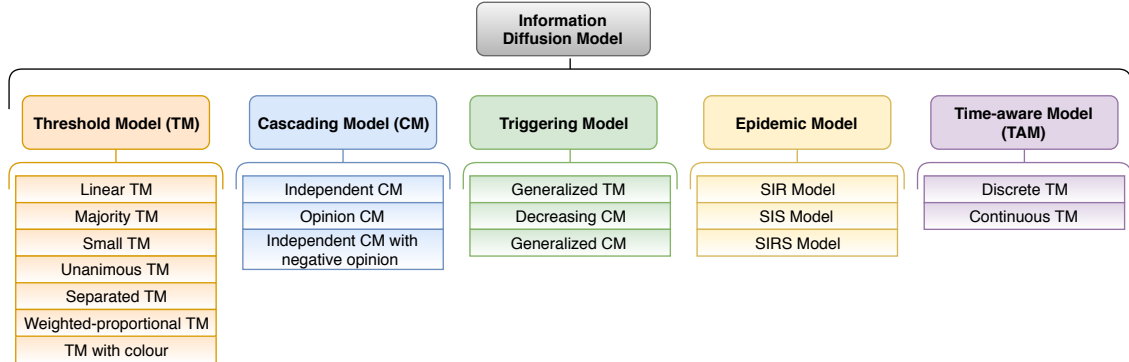 Information
Diffusion Model
Threshold Model (TM)
Linear TM
Majority TM
Small TM
Unanimous TM
Separated TM
Weighted-proportional TM
TM with colour
Cascading Model (CM)
Independent CM
Opinion CM
Independent CM with
negative opinion
Triggering Model
Generalized TM
Decreasing CM
Generalized CM
Epidemic Model
SIR Model
SIS Model
SIRS Model
Time-aware Model
(TAM)
Discrete TM
Continuous TM